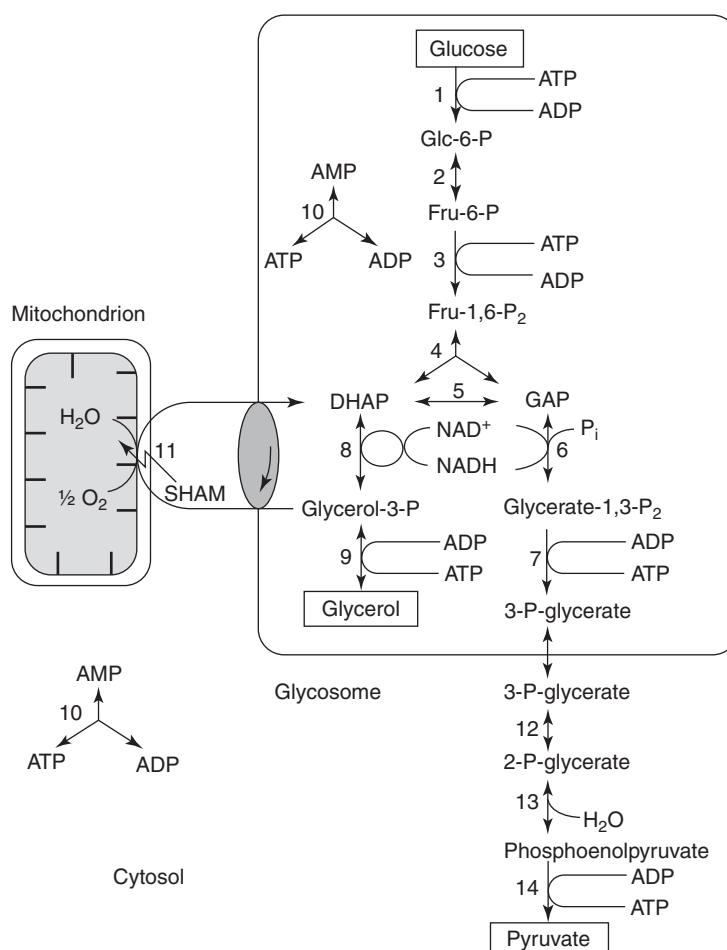 Glucose
ATP
1
ADP
Glc-6-P
AMP
2
10
Fru-6-P
ATP
ADP
ATP
3
ADP
Mitochondrion
Fru-1,6-P₂
4
DHAP
5
GAP
H₂O
NAD⁺
Pᵢ
11
8
6
NADH
½ O₂
SHAM
Glycerol-3-P
Glycerate-1,3-P₂
ADP
ADP
9
7
ATP
ATP
Glycerol
3-P-glycerate
Glycosome
3-P-glycerate
AMP
10
12
ATP
ADP
2-P-glycerate
13
H₂O
Phosphoenolpyruvate
Cytosol
ADP
14
ATP
Pyruvate